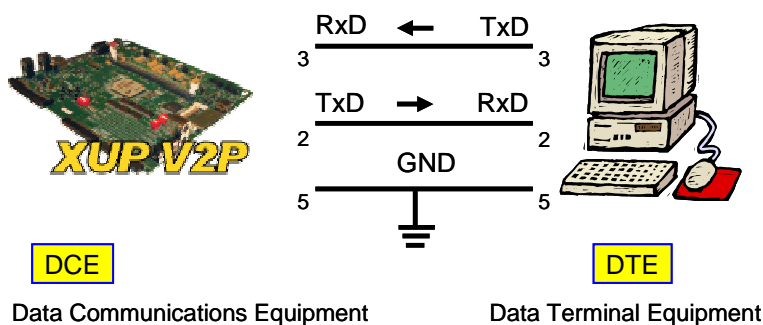 RxD TxD
3 3
TxD RxD
2 2
GND
5 5
XUP V2P
DCE DTE
Data Communications Equipment Data Terminal Equipment